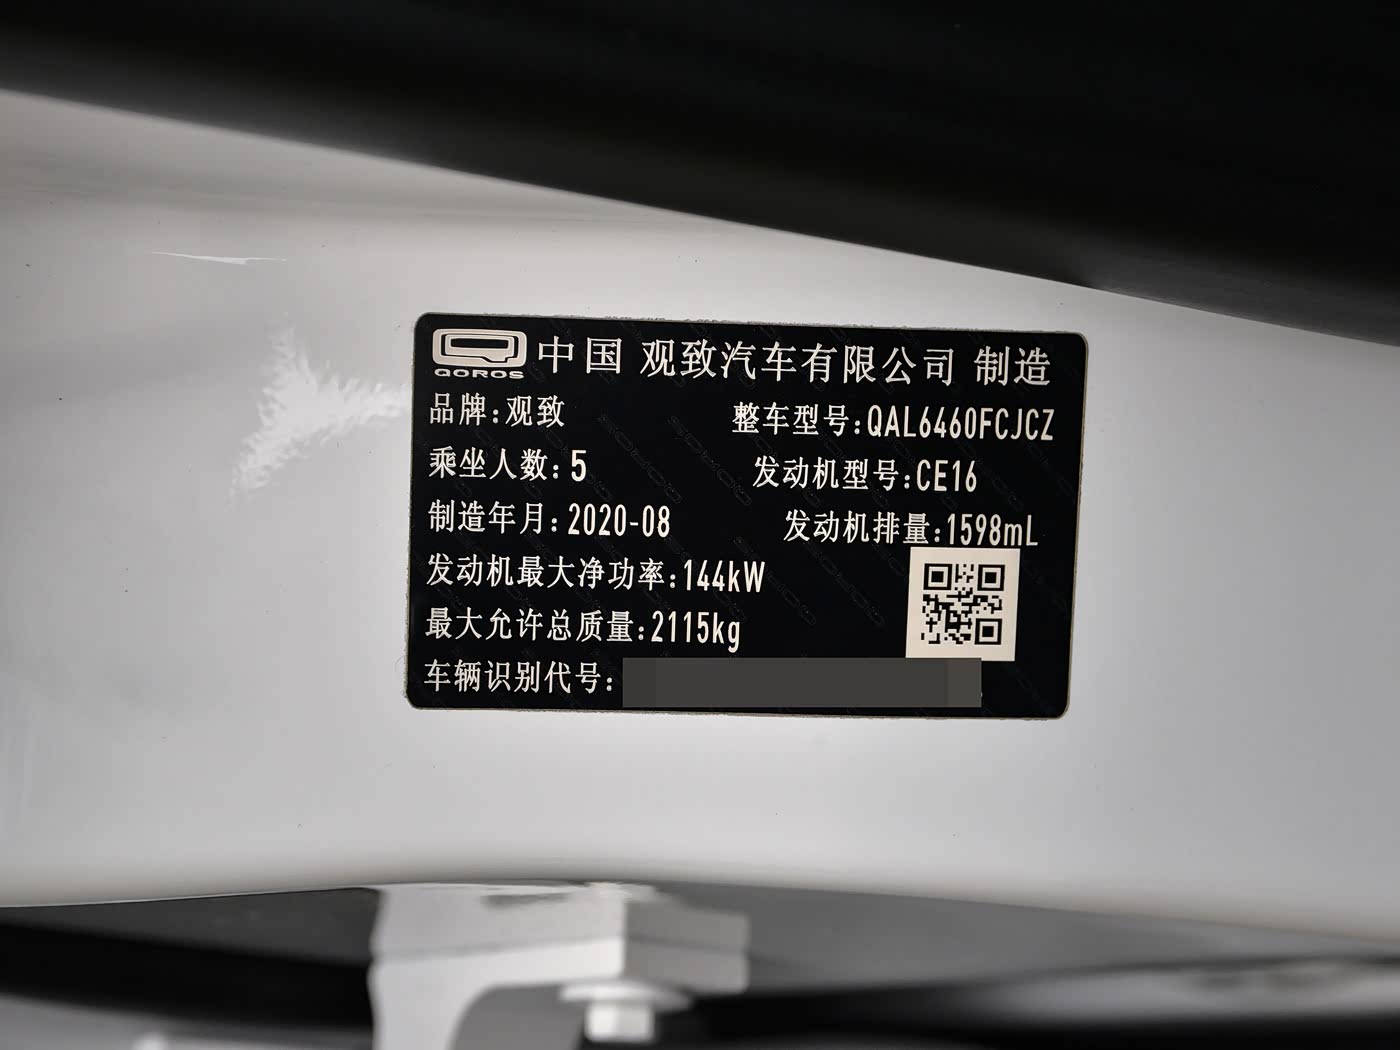 QOROS 中国 观致汽车有限公司 制造
品牌:观致 整车型号:QAL6460FCJCZ
乘坐人数:5 发动机型号:CE16
制造年月:2020-08 发动机排量:1598mL
发动机最大净功率:144kW
最大允许总质量:2115kg
车辆识别代号: